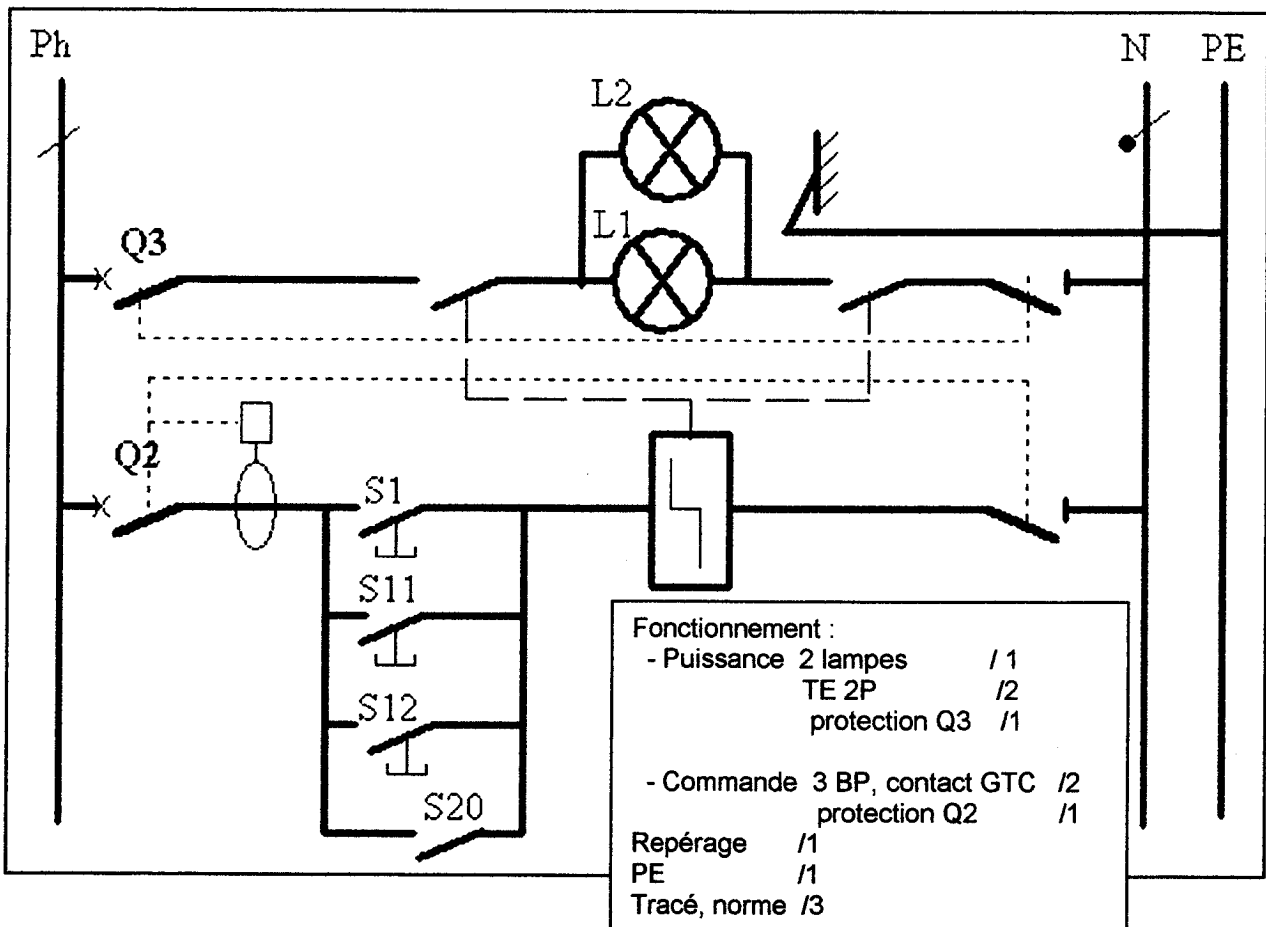 Ph
N
PE
L2
L1
Q3
Q2
S1
S11
S12
S20
Fonctionnement :
- Puissance 2 lampes / 1
TE 2P /2
protection Q3 /1
- Commande 3 BP, contact GTC /2
protection Q2 /1
Repérage /1
PE /1
Tracé, norme /3